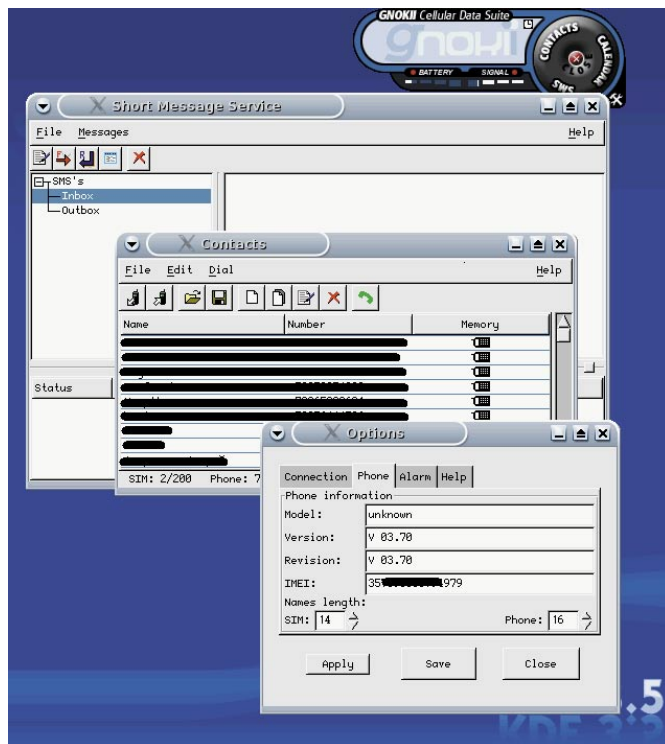 GNOKII Cellular Data Suite
gnokii
CONTACTS
CALENDAR
SMS
BATTERY
SIGNAL
Short Message Service
File Messages Help
SMS's
Inbox
Outbox
Status
Contacts
File Edit Dial Help
Name Number Memory
SIM: 2/200 Phone: 7
Options
Connection Phone Alarm Help
Phone information
Model: unknown
Version: V 03.70
Revision: V 03.70
IMEI: 35 979
Names length:
SIM: 14 Phone: 16
Apply Save Close
.5